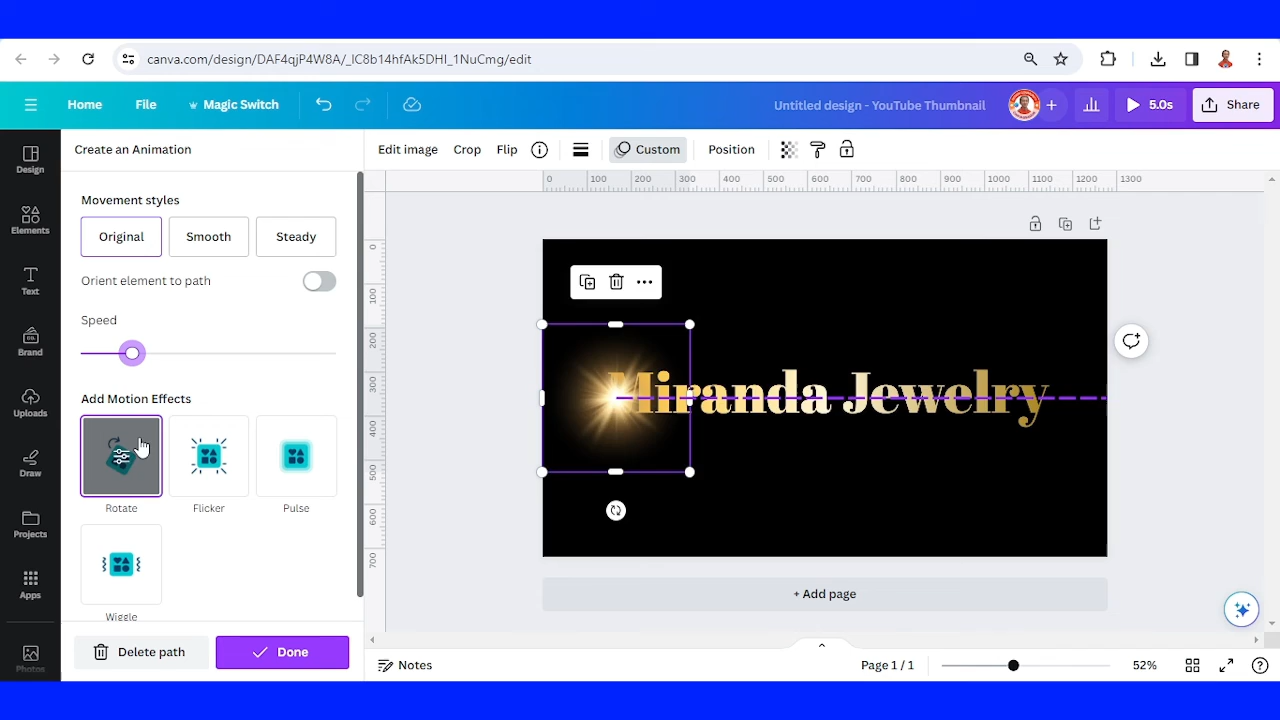 canva.com/design/DAF4qjP4W8A/_IC8b14hfAk5DHI_1NuCmg/edit
Home File Magic Switch Untitled design - YouTube Thumbnail + 5.0s Share
Design
Elements
Text
Brand
Uploads
Draw
Projects
Apps
Photos
Create an Animation
Movement styles
Original Smooth Steady
Orient element to path
Speed
Add Motion Effects
Rotate Flicker Pulse
Wiggle
Delete path Done
Edit image Crop Flip Custom Position
0 100 200 300 400 500 600 700 800 900 1000 1100 1200 1300
0
100
200
300
400
500
600
700
Miranda Jewelry
+ Add page
Notes Page 1 / 1 52%